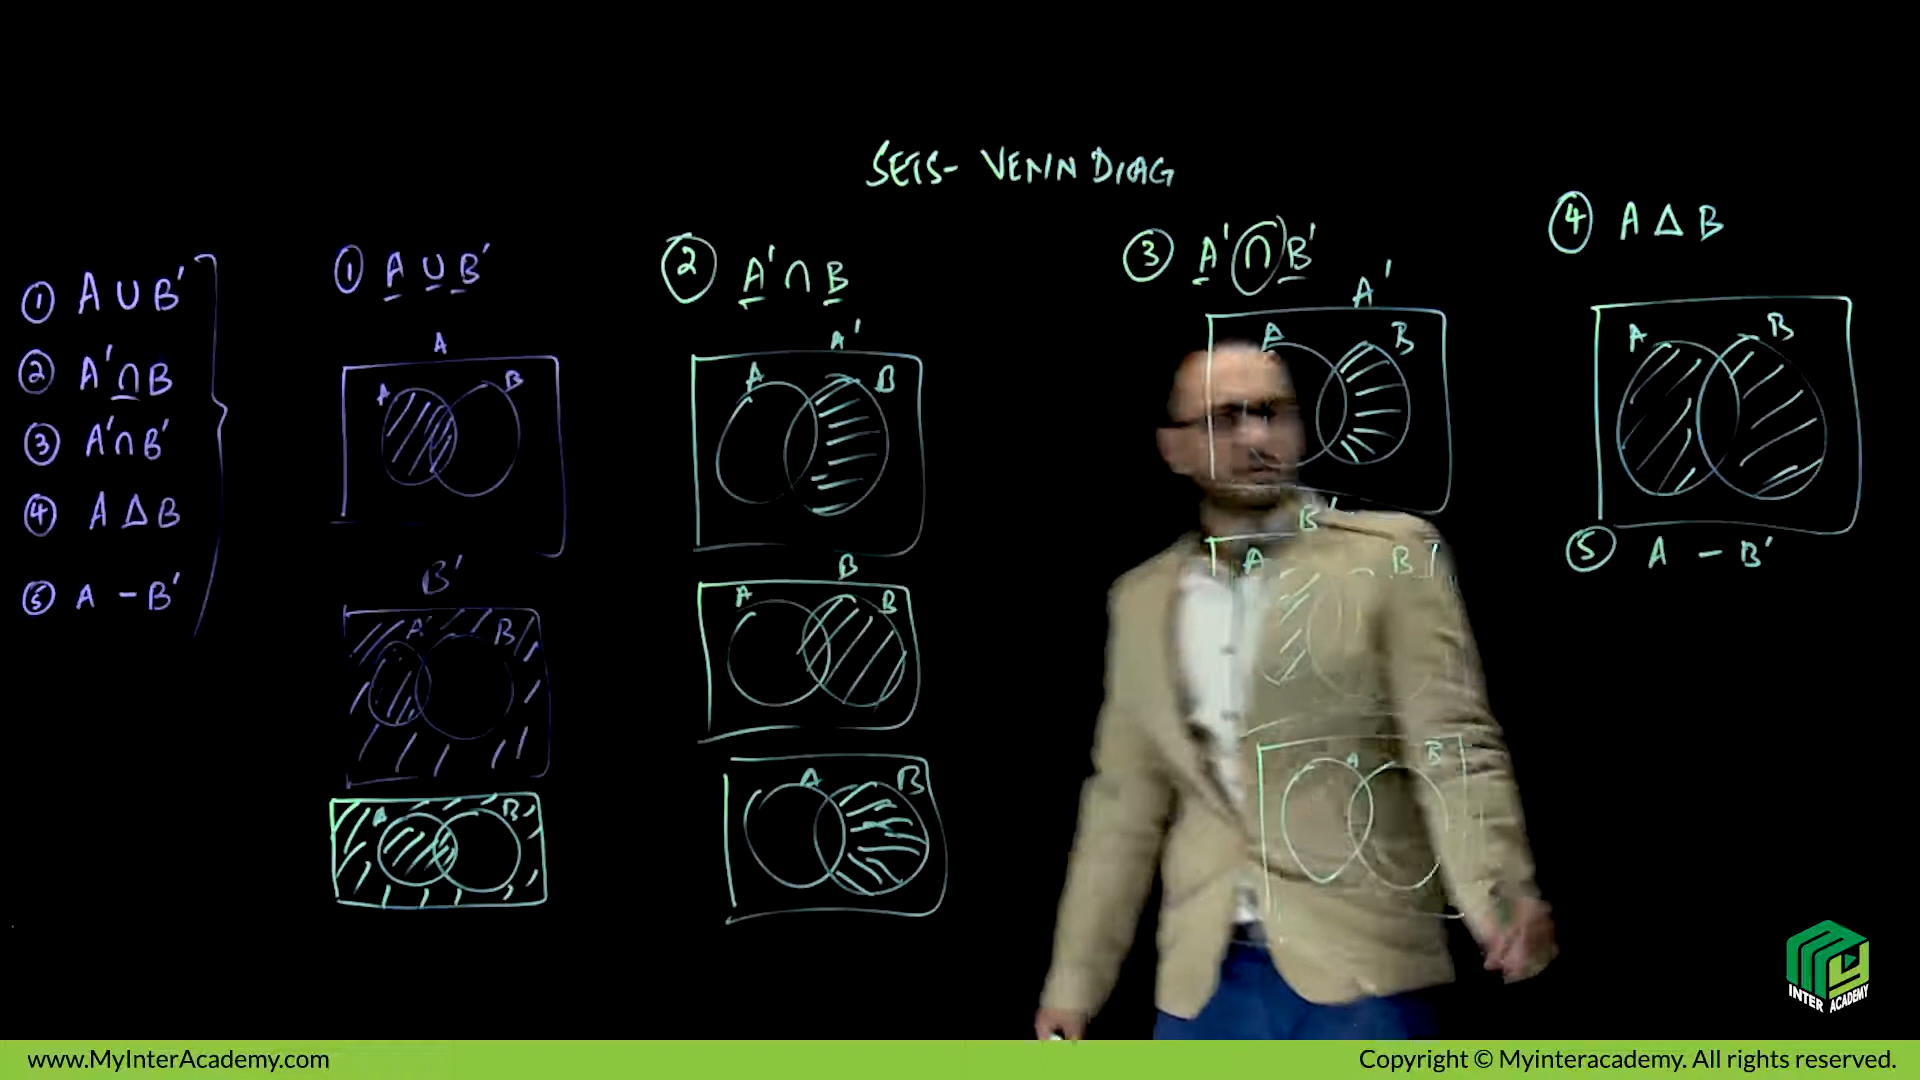 SETS- VENN DIAG
① A ∪ B'
② A' ∩ B
③ A' ∩ B'
④ A Δ B
⑤ A - B'
① A ∪ B'
A
A B
B'
A B
A B
② A' ∩ B
A'
A B
B
A B
A B
③ A' ∩ B'
A'
A B
B'
A B
A B
④ A Δ B
A B
⑤ A - B'
INTER ACADEMY
www.MyInterAcademy.com
Copyright © Myinteracademy. All rights reserved.